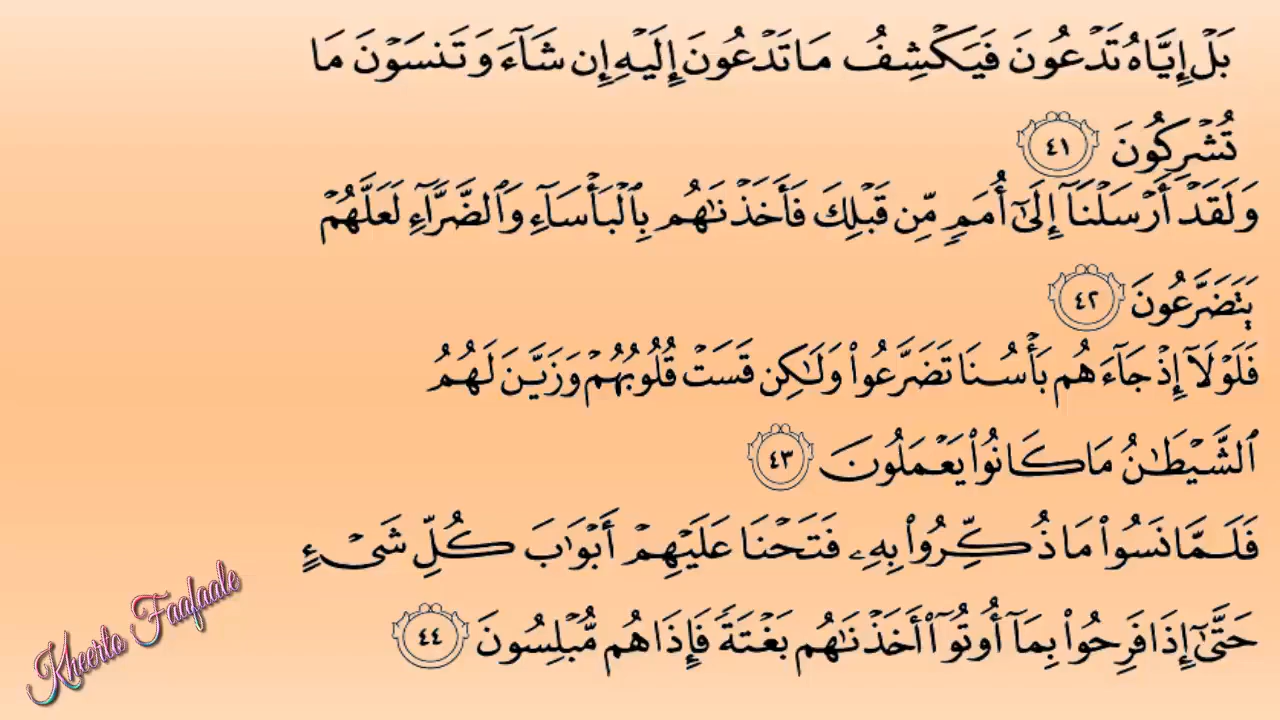 بَلْ إِيَّاهُ تَدْعُونَ فَيَكْشِفُ مَا تَدْعُونَ إِلَيْهِ إِن شَآءَ وَتَنسَوْنَ مَا
تُشْرِكُونَ ٤١
وَلَقَدْ أَرْسَلْنَآ إِلَىٰٓ أُمَمٍ مِّن قَبْلِكَ فَأَخَذْنَٰهُم بِٱلْبَأْسَآءِ وَٱلضَّرَّآءِ لَعَلَّهُمْ
يَتَضَرَّعُونَ ٤٢
فَلَوْلَآ إِذْ جَآءَهُم بَأْسُنَا تَضَرَّعُوا۟ وَلَٰكِن قَسَتْ قُلُوبُهُمْ وَزَيَّنَ لَهُمُ
ٱلشَّيْطَٰنُ مَا كَانُوا۟ يَعْمَلُونَ ٤٣
فَلَمَّا نَسُوا۟ مَا ذُكِّرُوا۟ بِهِۦ فَتَحْنَا عَلَيْهِمْ أَبْوَٰبَ كُلِّ شَىْءٍ
حَتَّىٰٓ إِذَا فَرِحُوا۟ بِمَآ أُوتُوٓا۟ أَخَذْنَٰهُم بَغْتَةً فَإِذَا هُم مُّبْلِسُونَ ٤٤
Kheerto Faafaale